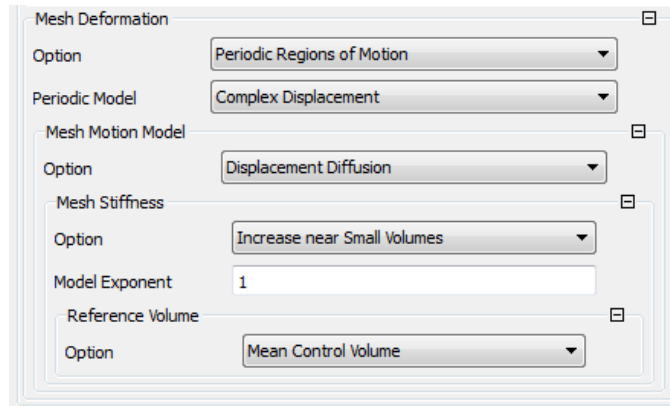 Mesh Deformation
Option Periodic Regions of Motion
Periodic Model Complex Displacement
Mesh Motion Model
Option Displacement Diffusion
Mesh Stiffness
Option Increase near Small Volumes
Model Exponent 1
Reference Volume
Option Mean Control Volume